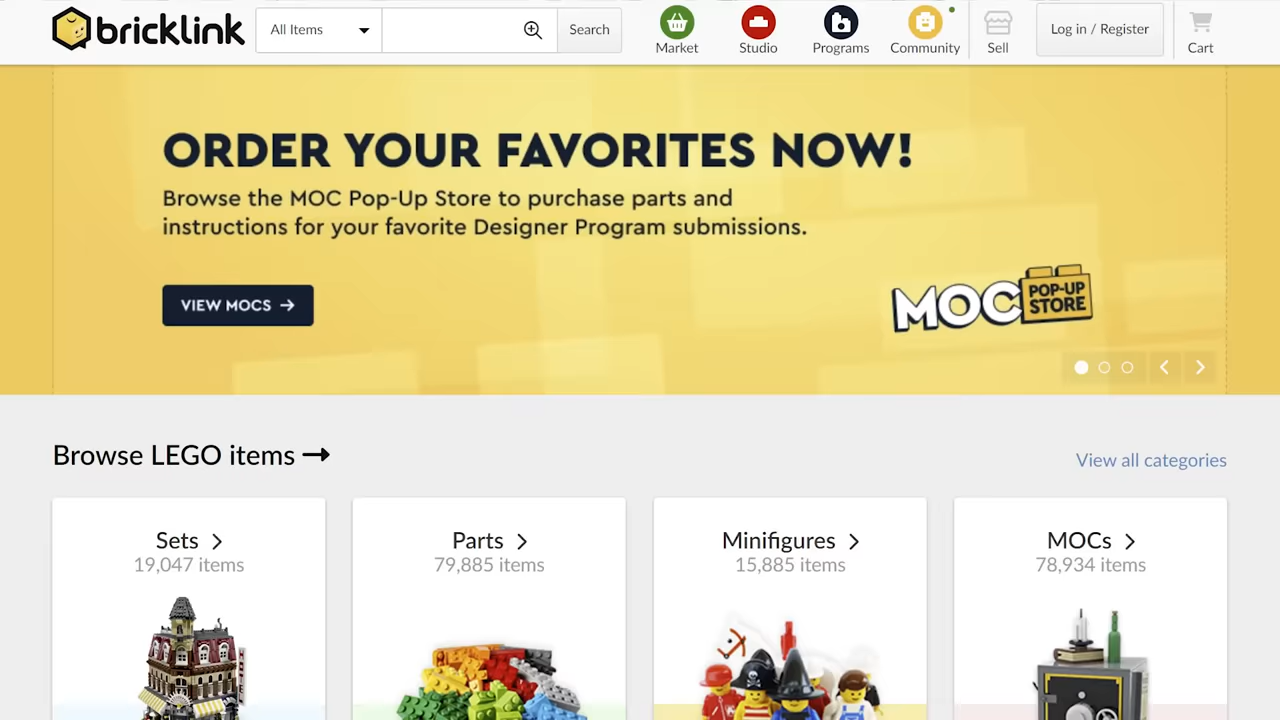 bricklink
All Items
Search
Market
Studio
Programs
Community
Sell
Log in / Register
Cart
ORDER YOUR FAVORITES NOW!
Browse the MOC Pop-Up Store to purchase parts and
instructions for your favorite Designer Program submissions.
VIEW MOCS
MOC POP-UP
STORE
Browse LEGO items
View all categories
Sets
19,047 items
Parts
79,885 items
Minifigures
15,885 items
MOCs
78,934 items